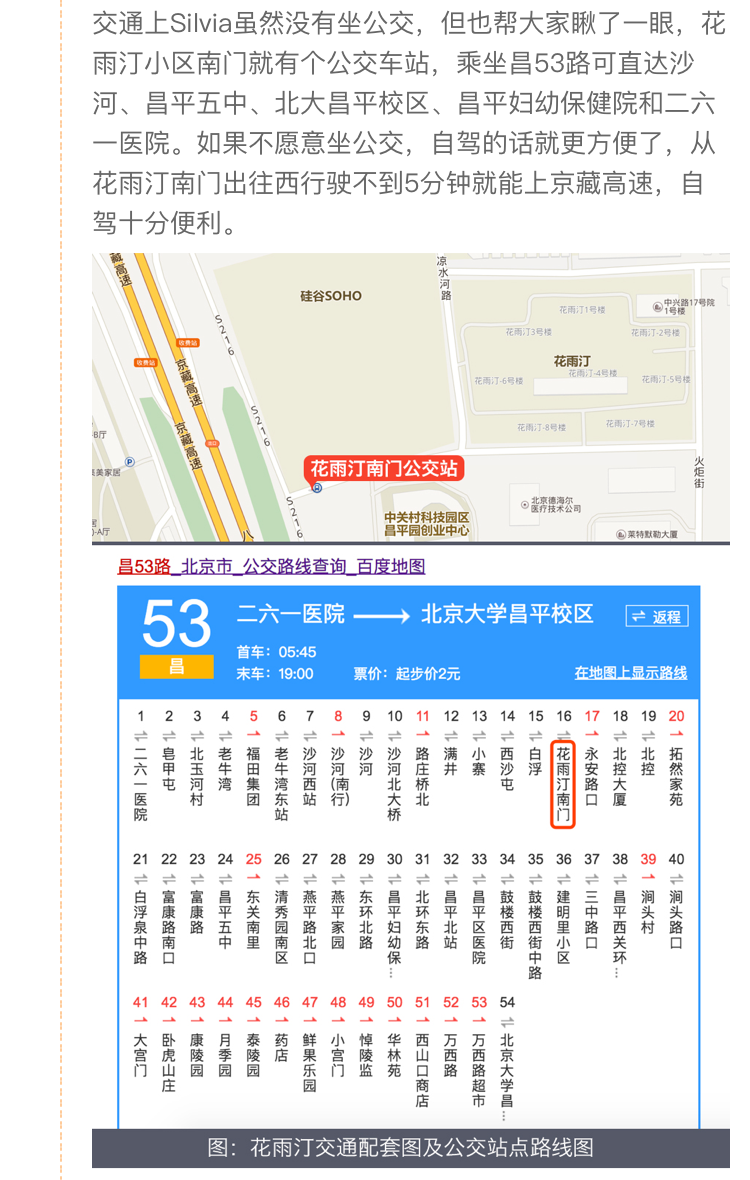 交通上Silvia虽然没有坐公交，但也帮大家瞅了一眼，花
雨汀小区南门就有个公交车站，乘坐昌53路可直达沙
河、昌平五中、北大昌平校区、昌平妇幼保健院和二六
一医院。如果不愿意坐公交，自驾的话就更方便了，从
花雨汀南门出往西行驶不到5分钟就能上京藏高速，自
驾十分便利。
藏高速
凉水河路
硅谷SOHO
中兴路17号院
1号楼
花雨汀1号楼
花雨汀3号楼
花雨汀-2号楼
S216
收费站
收费站
京藏高速
花雨汀
花雨汀-4号楼
花雨汀-6号楼
花雨汀-5号楼
S216
京藏高速
花雨汀-8号楼
花雨汀-7号楼
B厅
美家居
花雨汀南门公交站
火炬街
S216
北京德海尔
医疗技术公司
中关村科技园区
昌平园创业中心
居
-A厅
莱特默勒大厦
昌53路_北京市_公交路线查询_百度地图
53
昌
二六一医院 → 北京大学昌平校区
返程
首车：05:45
末车：19:00
票价：起步价2元
在地图上显示路线
1 二六一医院
2 皂甲屯
3 北玉河村
4 老牛湾
5 福田集团
6 老牛湾东站
7 沙河西站
8 沙河(南行)
9 沙河
10 沙河北大桥
11 路庄桥北
12 满井
13 小寨
14 西沙屯
15 白浮
16 花雨汀南门
17 永安路口
18 北控大厦
19 北控
20 拓然家苑
21 白浮泉中路
22 富康路南口
23 富康路
24 昌平五中
25 东关南里
26 清秀园南区
27 燕平路北口
28 燕平家园
29 东环北路
30 昌平妇幼保…
31 北环东路
32 昌平北站
33 昌平区医院
34 鼓楼西街
35 鼓楼西街中路
36 建明里小区
37 三中路口
38 昌平西关环…
39 涧头村
40 涧头路口
41 大宫门
42 卧虎山庄
43 康陵园
44 月季园
45 泰陵园
46 药店
47 鲜果乐园
48 小宫门
49 悼陵监
50 华林苑
51 西山口商店
52 万西路
53 万西路超市
54 北京大学昌…
图：花雨汀交通配套图及公交站点路线图